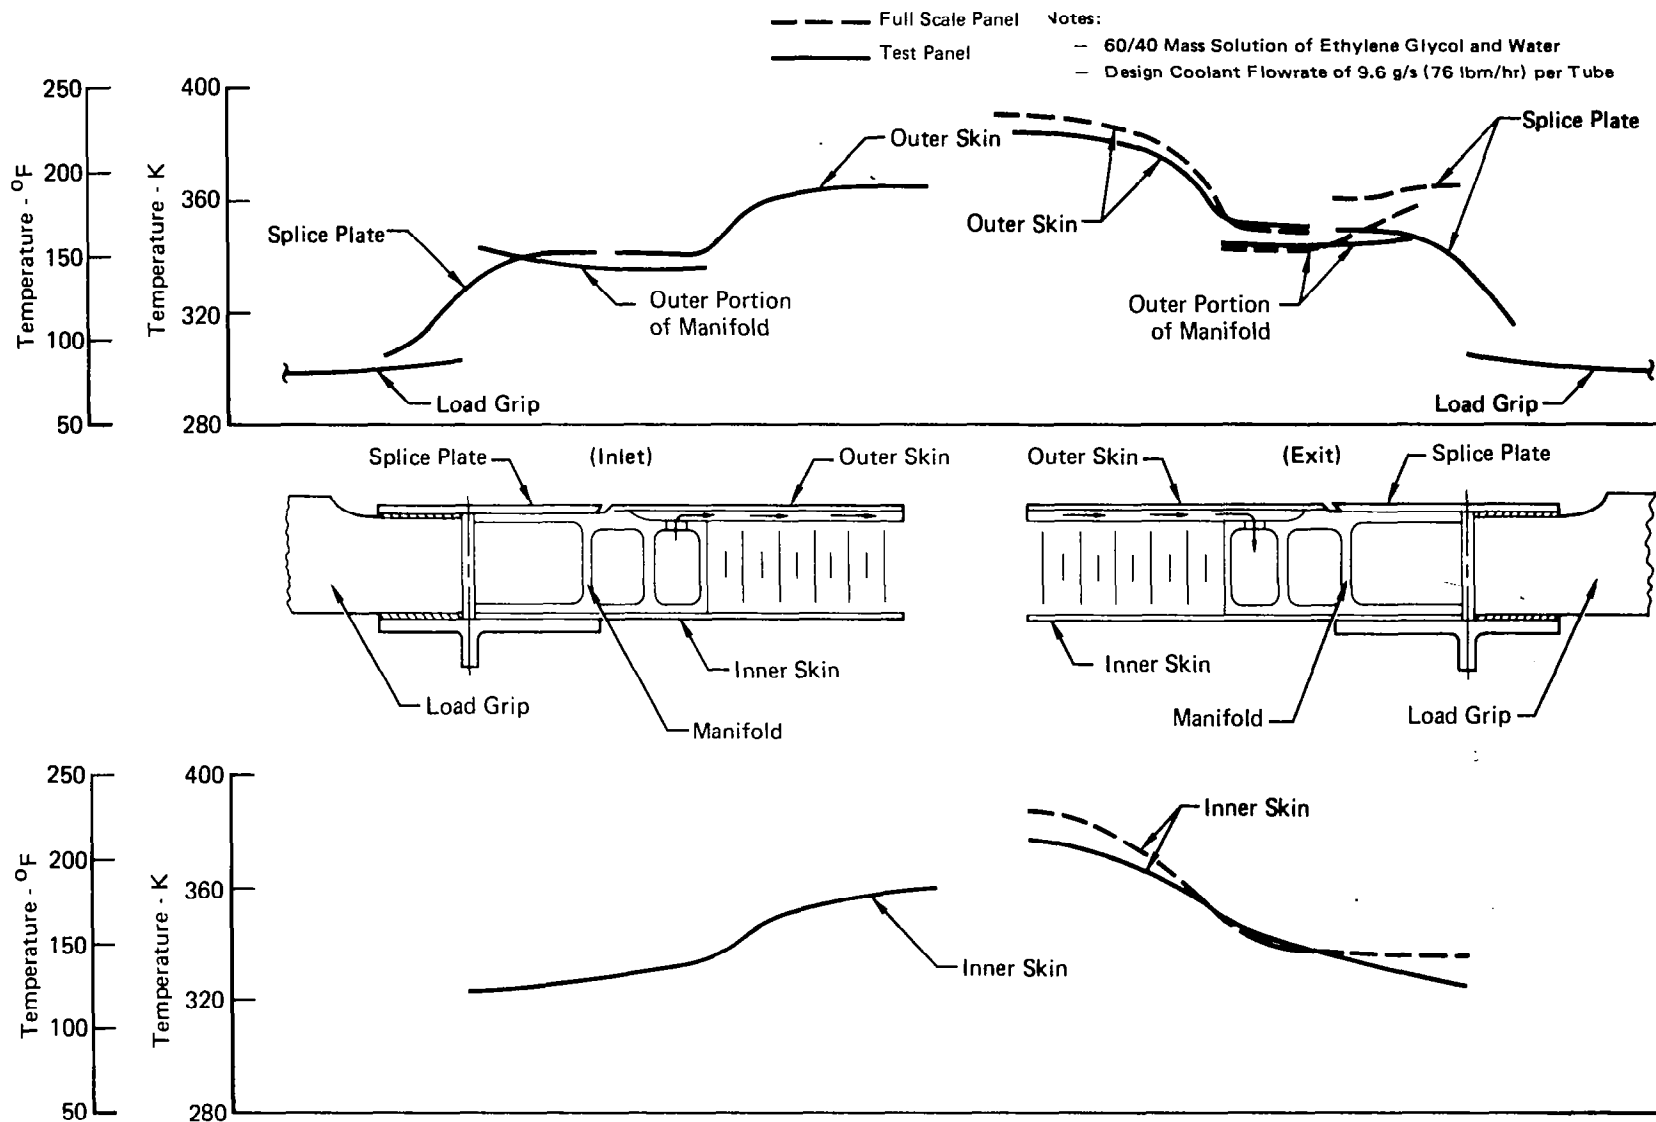 Full Scale Panel
Test Panel
Notes:
– 60/40 Mass Solution of Ethylene Glycol and Water
– Design Coolant Flowrate of 9.6 g/s (76 lbm/hr) per Tube
Temperature - °F
250
200
150
100
50
Temperature - K
400
360
320
280
Splice Plate
Outer Skin
Outer Portion
of Manifold
Load Grip
Outer Skin
Splice Plate
Outer Portion
of Manifold
Load Grip
Splice Plate
(Inlet)
Outer Skin
Outer Skin
(Exit)
Splice Plate
Load Grip
Inner Skin
Manifold
Inner Skin
Manifold
Load Grip
Temperature - °F
250
200
150
100
50
Temperature - K
400
360
320
280
Inner Skin
Inner Skin